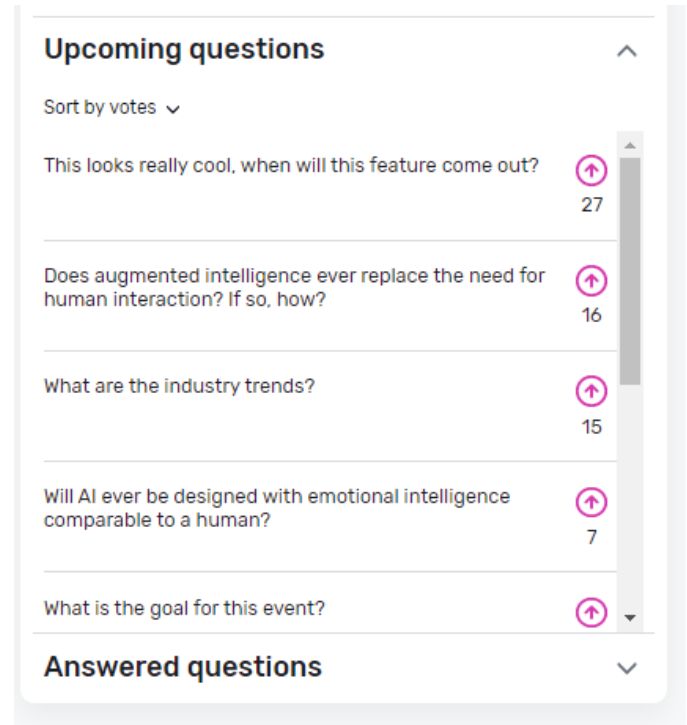 Upcoming questions
Sort by votes
This looks really cool, when will this feature come out?
27
Does augmented intelligence ever replace the need for
human interaction? If so, how?
16
What are the industry trends?
15
Will AI ever be designed with emotional intelligence
comparable to a human?
7
What is the goal for this event?
Answered questions